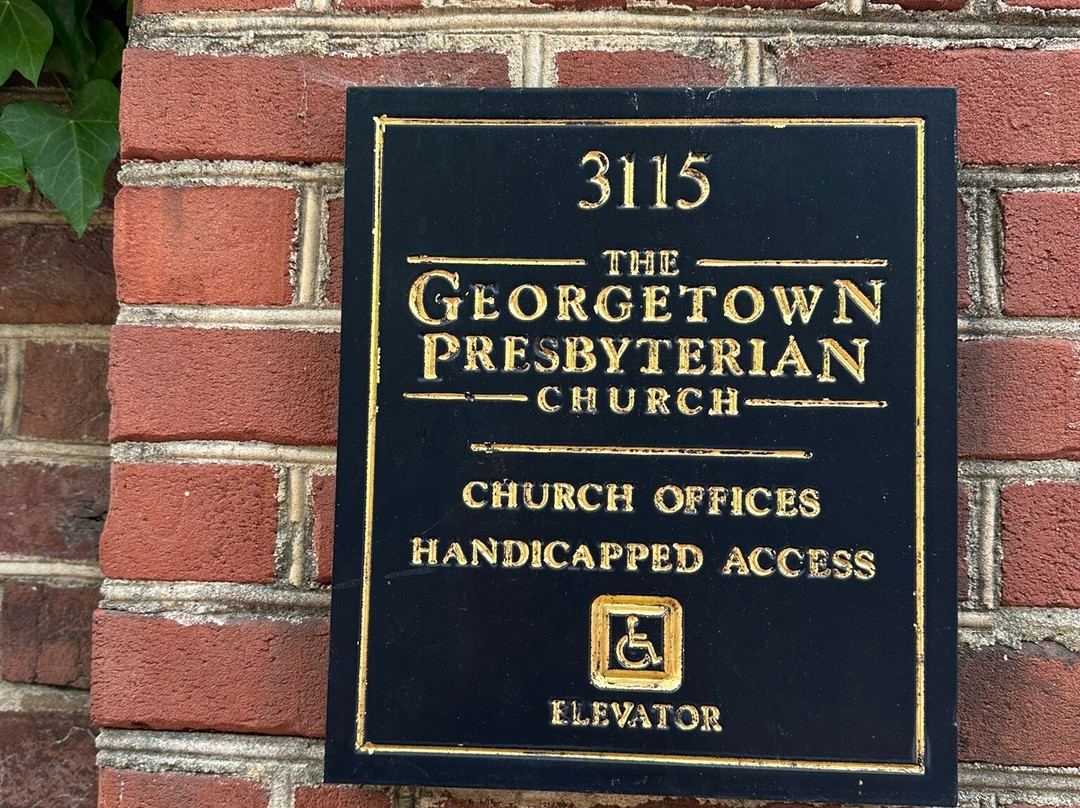 3115
THE
GEORGETOWN
PRESBYTERIAN
CHURCH
CHURCH OFFICES
HANDICAPPED ACCESS
ELEVATOR